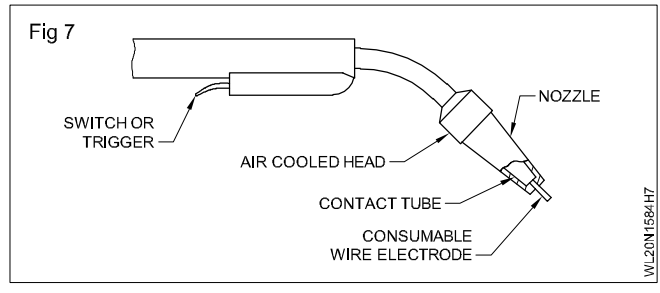 Fig 7
SWITCH OR
TRIGGER
AIR COOLED HEAD
NOZZLE
CONTACT TUBE
CONSUMABLE
WIRE ELECTRODE
WL20N1584H7